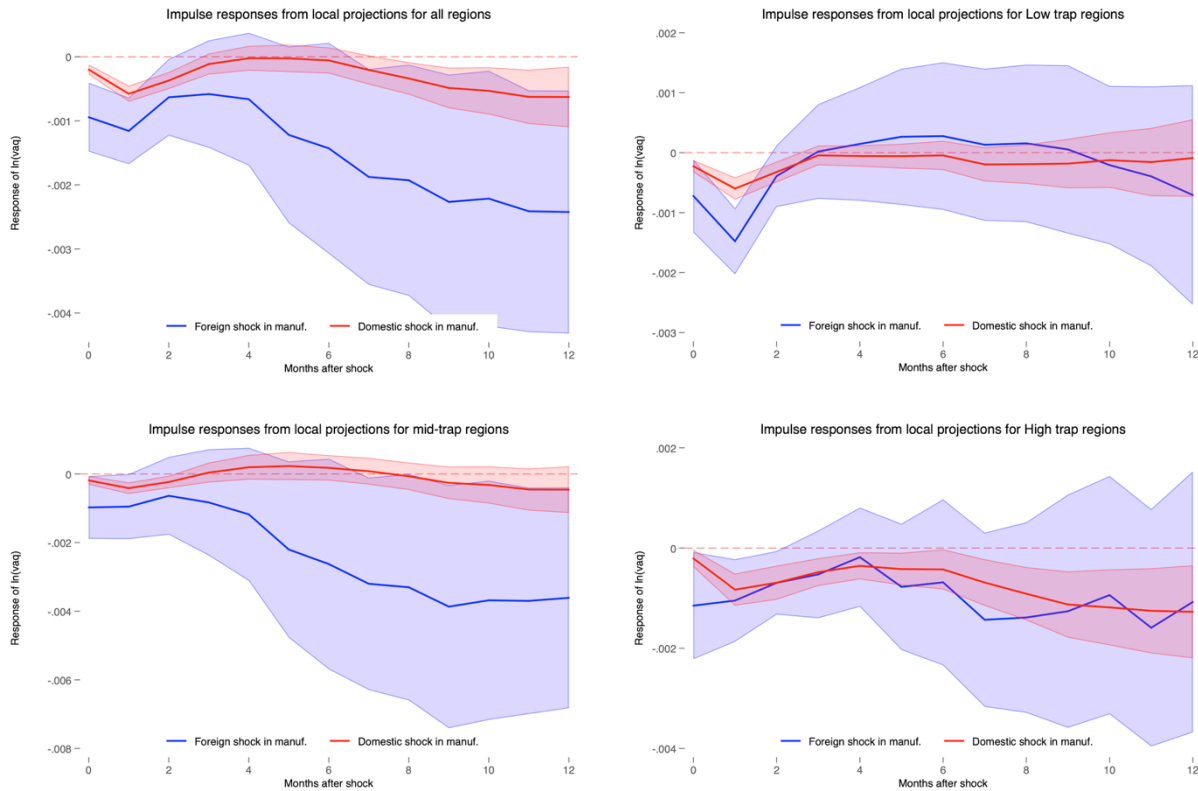 Impulse responses from local projections for all regions
Response of ln(vaq)
0
-.001
-.002
-.003
-.004
Foreign shock in manuf. Domestic shock in manuf.
0 2 4 6 8 10 12
Months after shock
Impulse responses from local projections for Low trap regions
Response of ln(vaq)
.002
.001
0
-.001
-.002
-.003
Foreign shock in manuf. Domestic shock in manuf.
0 2 4 6 8 10 12
Months after shock
Impulse responses from local projections for mid-trap regions
Response of ln(vaq)
0
-.002
-.004
-.006
-.008
Foreign shock in manuf. Domestic shock in manuf.
0 2 4 6 8 10 12
Months after shock
Impulse responses from local projections for High trap regions
Response of ln(vaq)
.002
0
-.002
-.004
Foreign shock in manuf. Domestic shock in manuf.
0 2 4 6 8 10 12
Months after shock